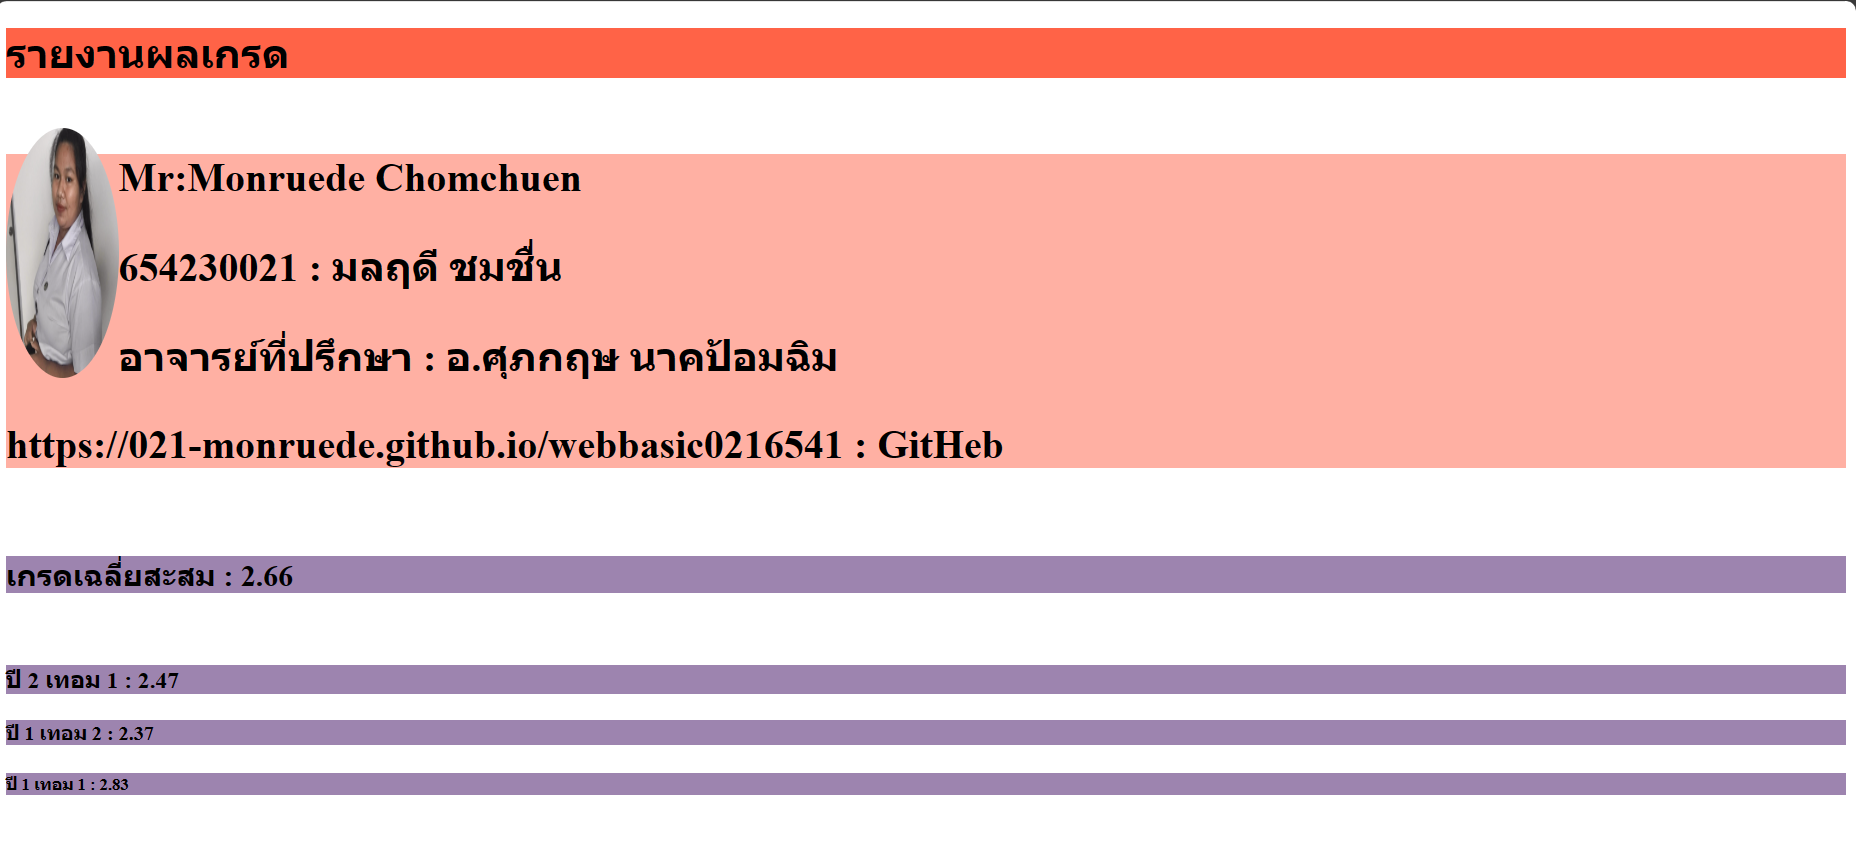 รายงานผลเกรด
Mr:Monruede Chomchuen
654230021 : มลฤดี ชมชื่น
อาจารย์ที่ปรึกษา : อ.ศุภกฤษ นาคป้อมฉิม
https://021-monruede.github.io/webbasic0216541 : GitHeb
เกรดเฉลี่ยสะสม : 2.66
ปี 2 เทอม 1 : 2.47
ปี 1 เทอม 2 : 2.37
ปี 1 เทอม 1 : 2.83